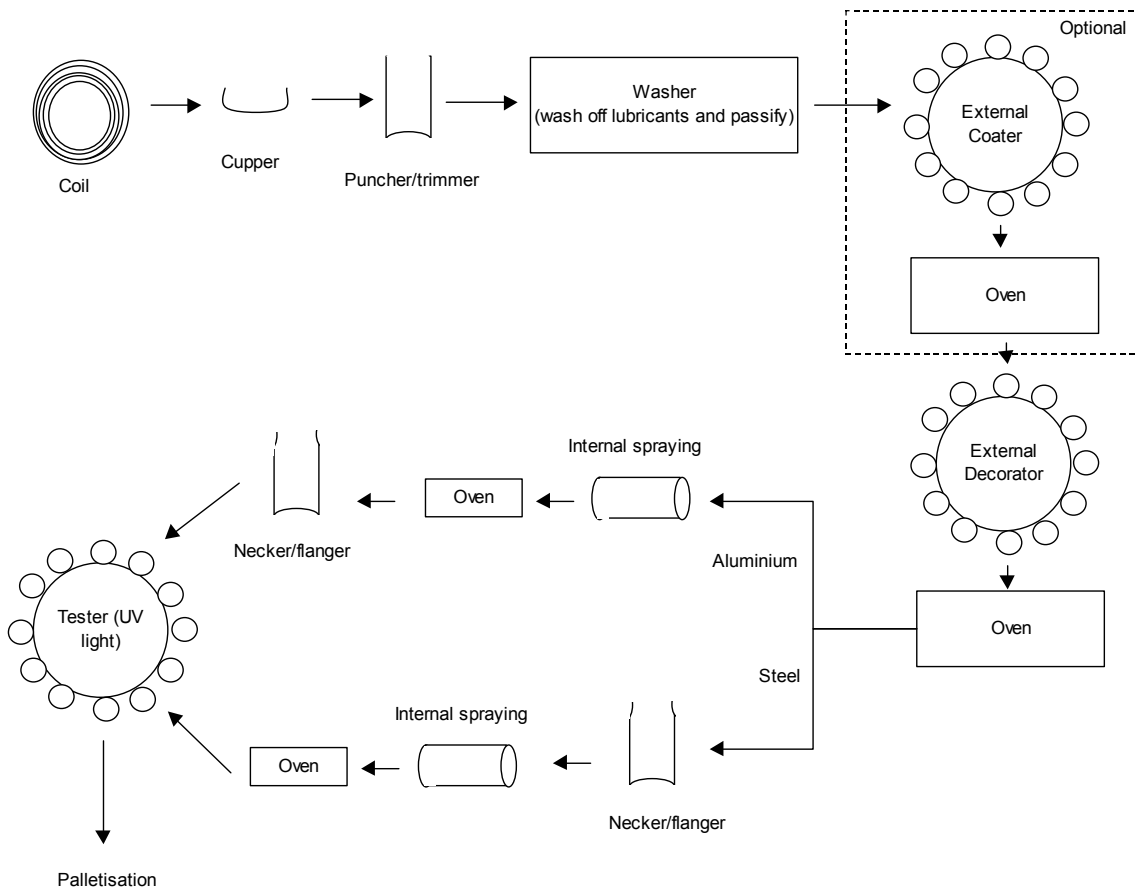 Optional
Coil
Cupper
Puncher/trimmer
Washer
(wash off lubricants and passify)
External
Coater
Oven
External
Decorator
Oven
Aluminium
Internal spraying
Oven
Necker/flanger
Steel
Necker/flanger
Internal spraying
Oven
Tester (UV
light)
Palletisation